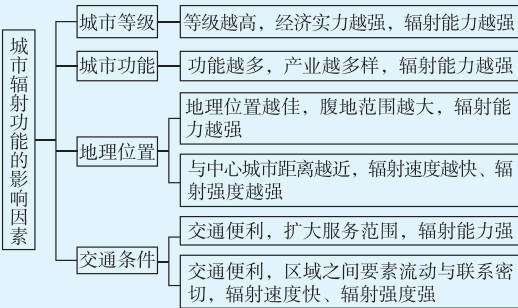 城市辐射功能的影响因素
城市等级
等级越高，经济实力越强，辐射能力越强
城市功能
功能越多，产业越多样，辐射能力越强
地理位置
地理位置越佳，腹地范围越大，辐射能
力越强
与中心城市距离越近，辐射速度越快、辐
射强度越强
交通条件
交通便利，扩大服务范围，辐射能力强
交通便利，区域之间要素流动与联系密
切，辐射速度快、辐射强度强